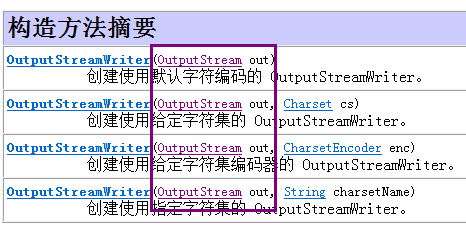 构造方法摘要
OutputStreamWriter(OutputStream out)
创建使用默认字符编码的 OutputStreamWriter。
OutputStreamWriter(OutputStream out, Charset cs)
创建使用给定字符集的 OutputStreamWriter。
OutputStreamWriter(OutputStream out, CharsetEncoder enc)
创建使用给定字符集编码器的 OutputStreamWriter。
OutputStreamWriter(OutputStream out, String charsetName)
创建使用指定字符集的 OutputStreamWriter。